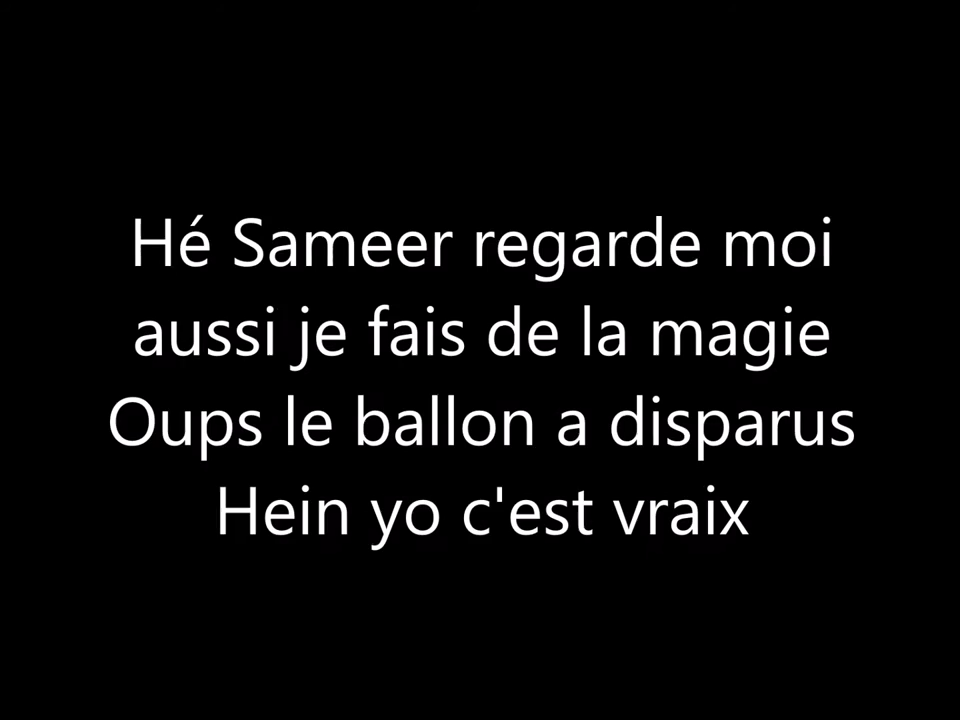 Hé Sameer regarde moi
aussi je fais de la magie
Oups le ballon a disparus
Hein yo c'est vraix